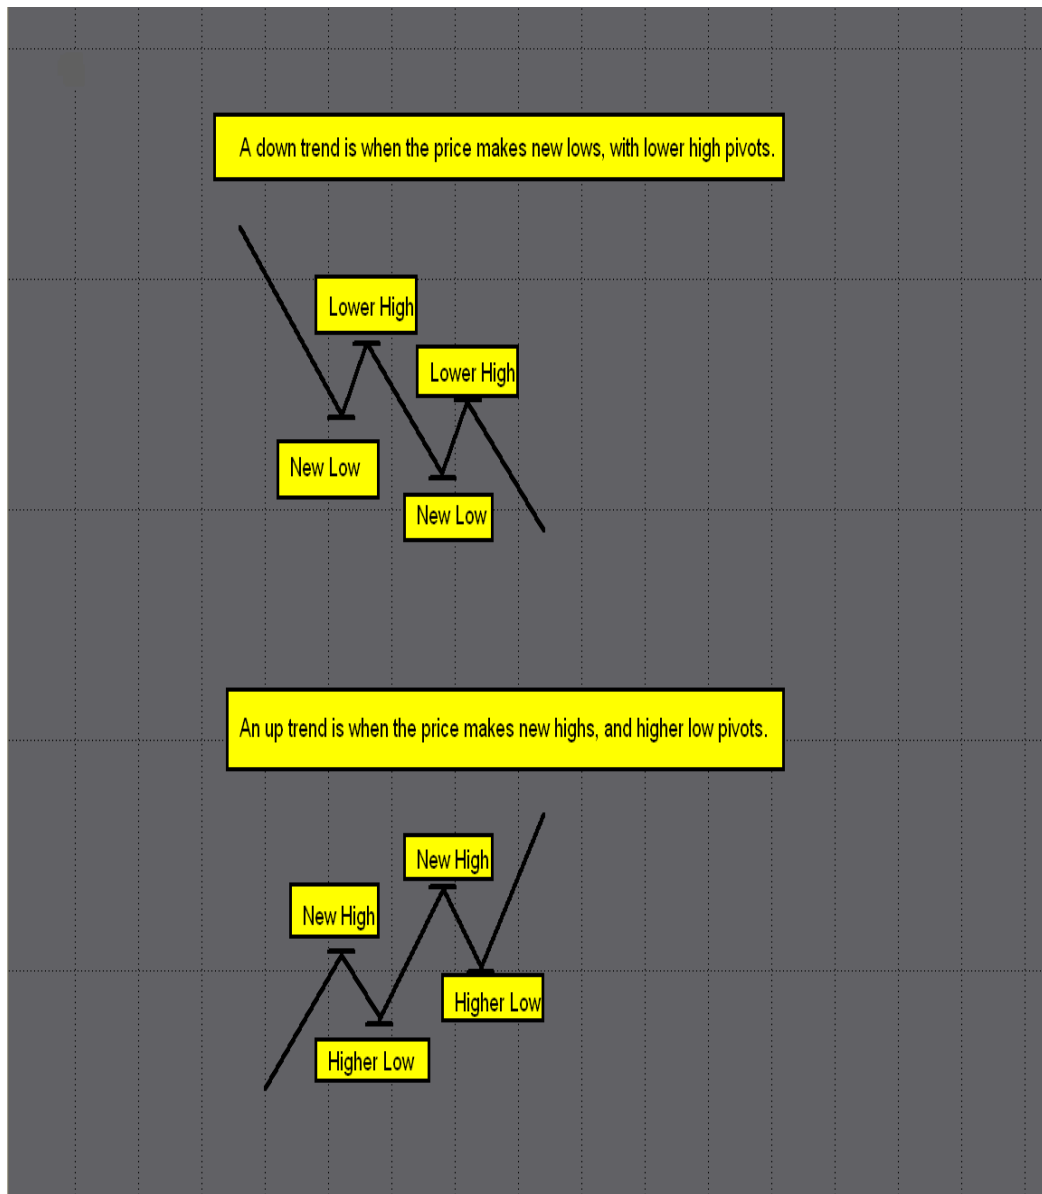 A down trend is when the price makes new lows, with lower high pivots.
Lower High
Lower High
New Low
New Low
An up trend is when the price makes new highs, and higher low pivots.
New High
New High
Higher Low
Higher Low